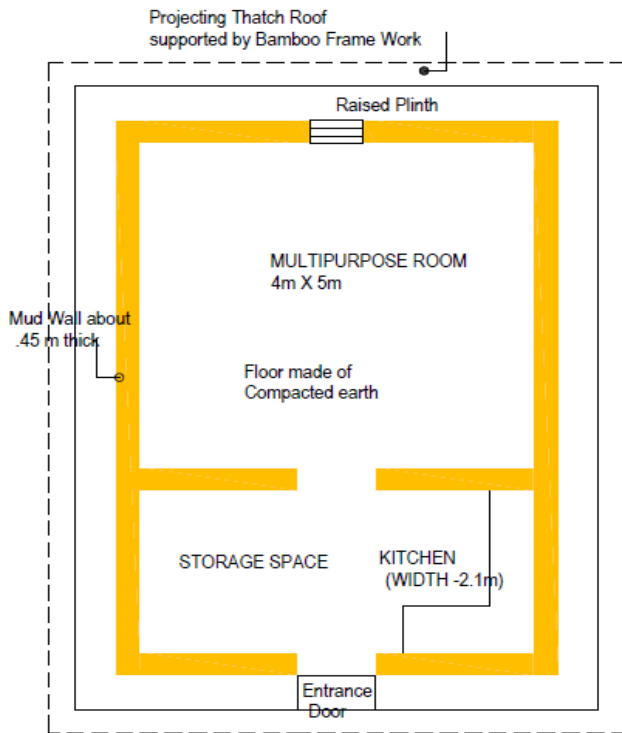 Projecting Thatch Roof
supported by Bamboo Frame Work
Raised Plinth
MULTIPURPOSE ROOM
4m X 5m
Mud Wall about
.45 m thick
Floor made of
Compacted earth
STORAGE SPACE
KITCHEN
(WIDTH -2.1m)
Entrance
Door